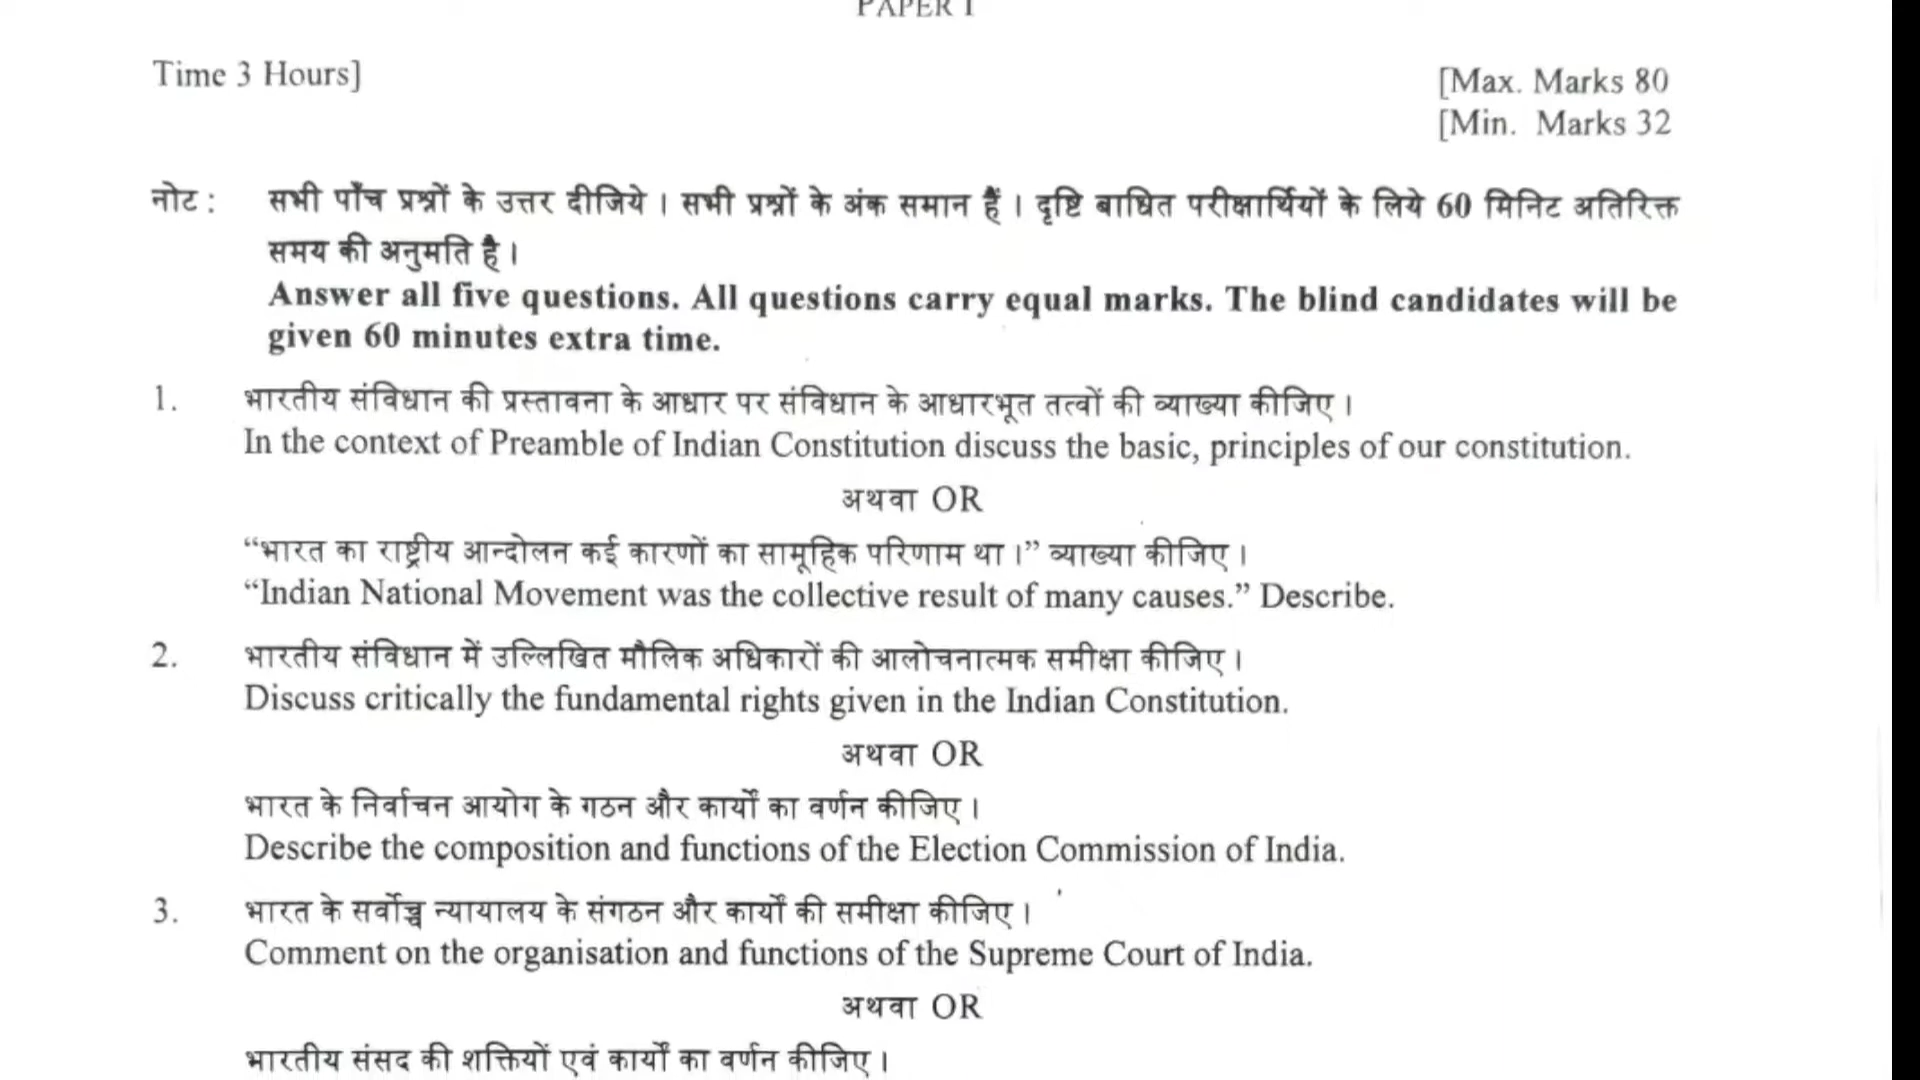 PAPER I
Time 3 Hours]
[Max. Marks 80
[Min. Marks 32
नोट : सभी पाँच प्रश्नों के उत्तर दीजिये । सभी प्रश्नों के अंक समान हैं । दृष्टि बाधित परीक्षार्थियों के लिये 60 मिनिट अतिरिक्त
समय की अनुमति है ।
Answer all five questions. All questions carry equal marks. The blind candidates will be
given 60 minutes extra time.
1. भारतीय संविधान की प्रस्तावना के आधार पर संविधान के आधारभूत तत्वों की व्याख्या कीजिए ।
In the context of Preamble of Indian Constitution discuss the basic, principles of our constitution.
अथवा OR
“भारत का राष्ट्रीय आन्दोलन कई कारणों का सामूहिक परिणाम था ।” व्याख्या कीजिए ।
“Indian National Movement was the collective result of many causes.” Describe.
2. भारतीय संविधान में उल्लिखित मौलिक अधिकारों की आलोचनात्मक समीक्षा कीजिए ।
Discuss critically the fundamental rights given in the Indian Constitution.
अथवा OR
भारत के निर्वाचन आयोग के गठन और कार्यों का वर्णन कीजिए ।
Describe the composition and functions of the Election Commission of India.
3. भारत के सर्वोच्च न्यायालय के संगठन और कार्यों की समीक्षा कीजिए ।
Comment on the organisation and functions of the Supreme Court of India.
अथवा OR
भारतीय संसद की शक्तियों एवं कार्यों का वर्णन कीजिए ।